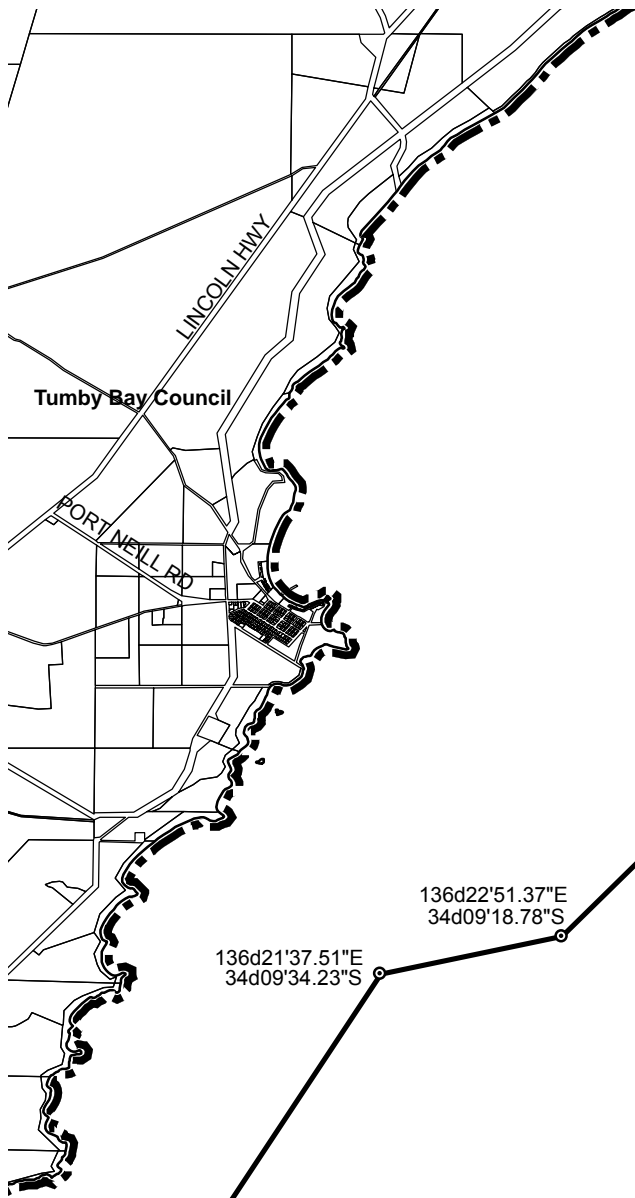 LINCOLN HWY
Tumby Bay Council
PORT NEILL RD
136d22'51.37"E
34d09'18.78"S
136d21'37.51"E
34d09'34.23"S